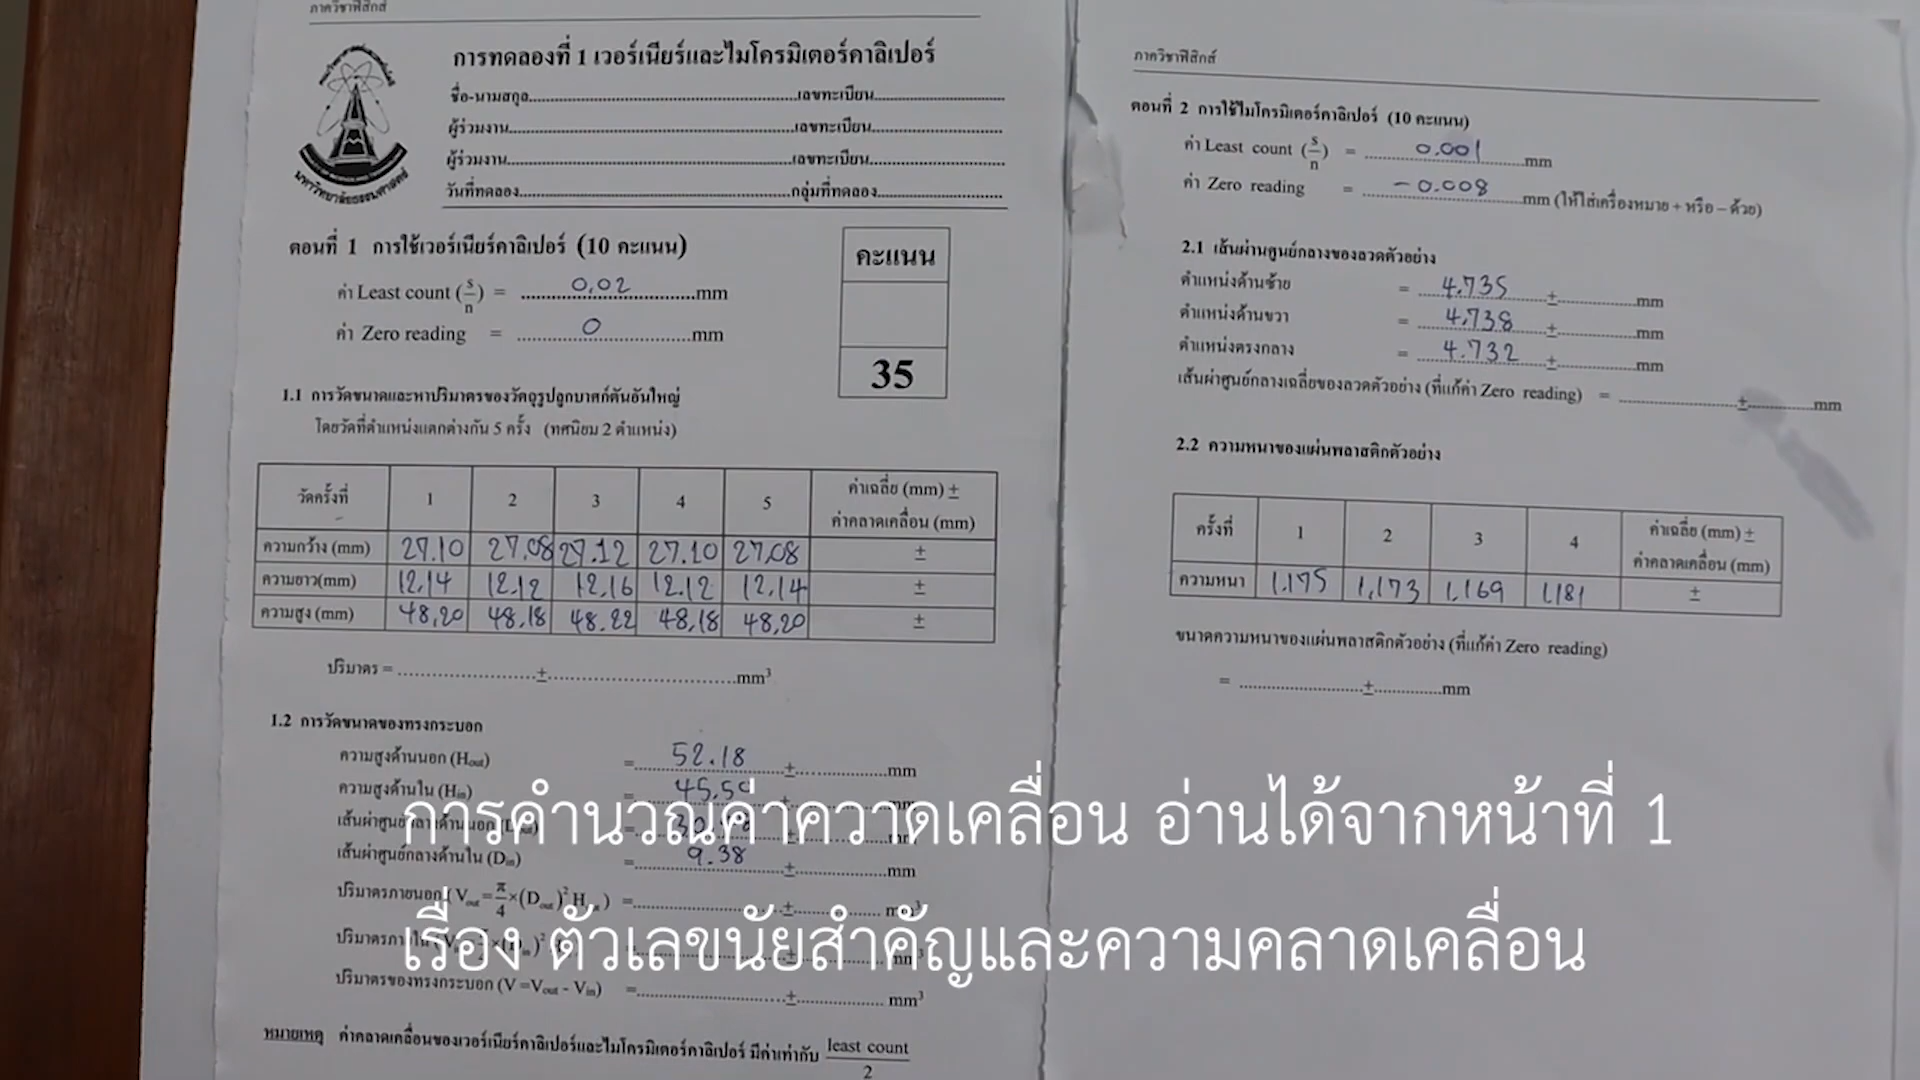 ภาควิชาฟิสิกส์
การทดลองที่ 1 เวอร์เนียร์และไมโครมิเตอร์คาลิเปอร์
ชื่อ-นามสกุล..........เลขทะเบียน..........
ผู้ร่วมงาน..........เลขทะเบียน..........
ผู้ร่วมงาน..........เลขทะเบียน..........
วันที่ทดลอง..........กลุ่มที่ทดลอง..........
มหาวิทยาลัยธรรมศาสตร์
ตอนที่ 1 การใช้เวอร์เนียร์คาลิเปอร์ (10 คะแนน)
คะแนน
35
ค่า Least count (s/n) = 0.02 mm
ค่า Zero reading = 0 mm
1.1 การวัดขนาดและหาปริมาตรของวัตถุรูปลูกบาศก์ตันอันใหญ่
โดยวัดที่ตำแหน่งแตกต่างกัน 5 ครั้ง (ทศนิยม 2 ตำแหน่ง)
วัดครั้งที่ 1 2 3 4 5 ค่าเฉลี่ย (mm) ± ค่าคลาดเคลื่อน (mm)
ความกว้าง (mm) 27.10 27.08 27.12 27.10 27.08 ±
ความยาว(mm) 12.14 12.12 12.16 12.12 12.14 ±
ความสูง (mm) 48.20 48.18 48.22 48.18 48.20 ±
ปริมาตร = ..........±..........mm³
1.2 การวัดขนาดของทรงกระบอก
ความสูงด้านนอก (Hout) = 52.18 ± mm
ความสูงด้านใน (Hin) = ± mm
เส้นผ่าศูนย์กลางด้านนอก = ± mm
เส้นผ่าศูนย์กลางด้านใน (Din) = 9.38 ± mm
ปริมาตรภายนอก (Vout = π/4 ×(Dout)² H) = ± mm³
ปริมาตรภายใน = ± mm³
ปริมาตรของทรงกระบอก (V =Vout - Vin) = ± mm³
หมายเหตุ ค่าคลาดเคลื่อนของเวอร์เนียร์คาลิเปอร์และไมโครมิเตอร์คาลิเปอร์ มีค่าเท่ากับ least count/2
ภาควิชาฟิสิกส์
ตอนที่ 2 การใช้ไมโครมิเตอร์คาลิเปอร์ (10 คะแนน)
ค่า Least count (s/n) = 0.001 mm
ค่า Zero reading = -0.008 mm (ให้ใส่เครื่องหมาย + หรือ – ด้วย)
2.1 เส้นผ่านศูนย์กลางของลวดตัวอย่าง
ตำแหน่งด้านซ้าย = 4.735 ± mm
ตำแหน่งด้านขวา = 4.738 ± mm
ตำแหน่งตรงกลาง = 4.732 ± mm
เส้นผ่าศูนย์กลางเฉลี่ยของลวดตัวอย่าง (ที่แก้ค่า Zero reading) = ..........±..........mm
2.2 ความหนาของแผ่นพลาสติกตัวอย่าง
ครั้งที่ 1 2 3 4 ค่าเฉลี่ย (mm) ± ค่าคลาดเคลื่อน (mm)
ความหนา 1.175 1.173 1.169 1.181 ±
ขนาดความหนาของแผ่นพลาสติกตัวอย่าง (ที่แก้ค่า Zero reading)
= ..........±..........mm
การคำนวณค่าควาดเคลื่อน อ่านได้จากหน้าที่ 1
เรื่อง ตัวเลขนัยสำคัญและความคลาดเคลื่อน